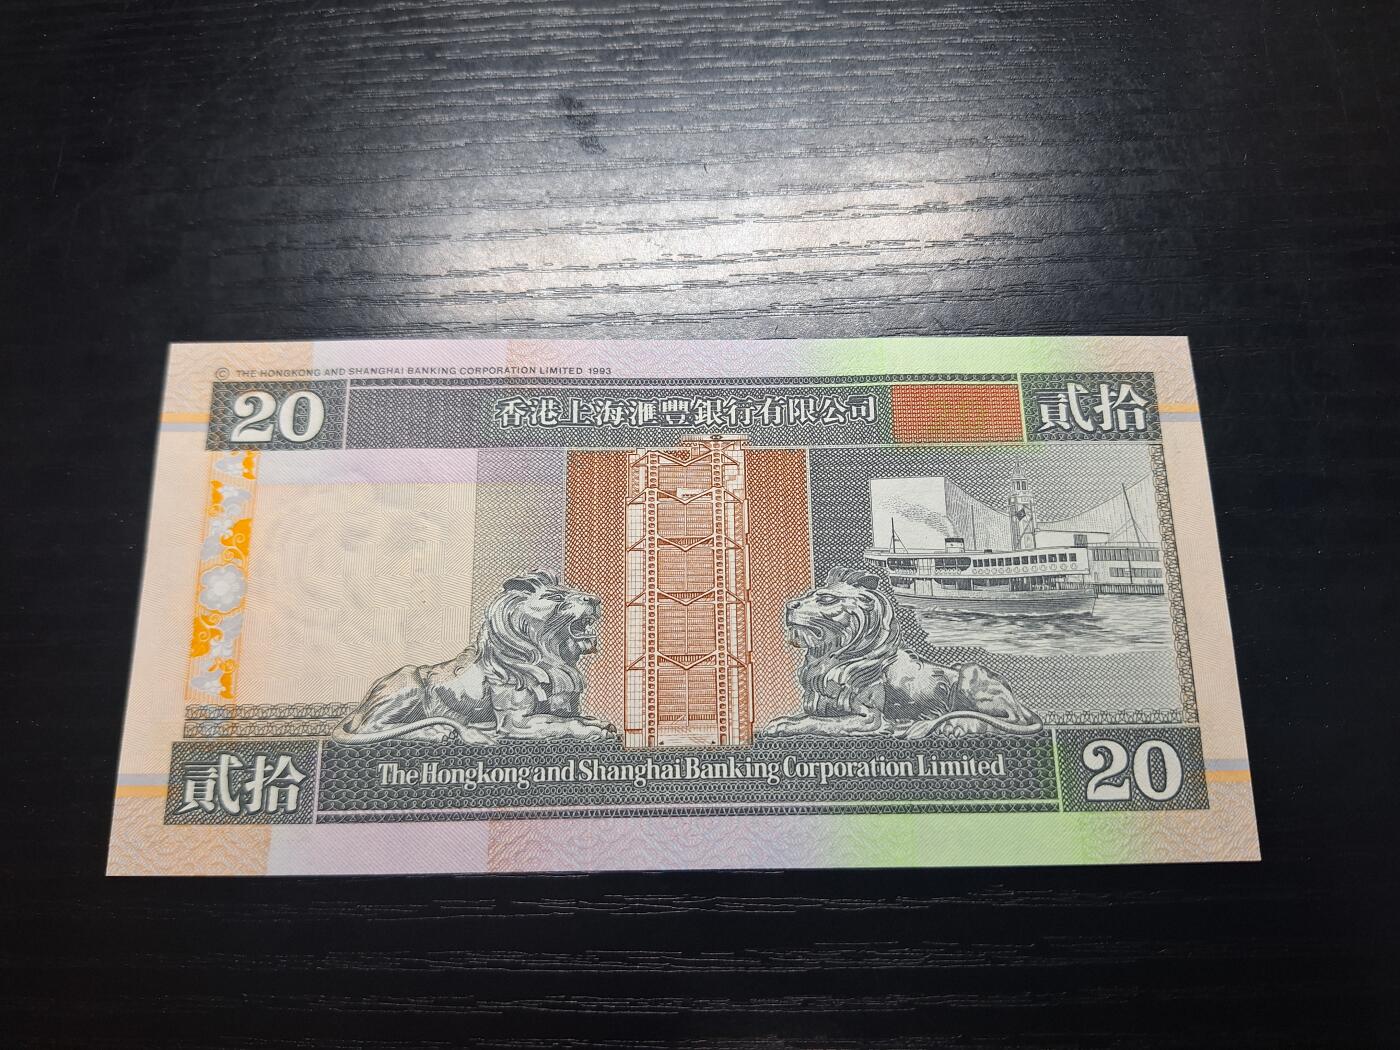 © THE HONGKONG AND SHANGHAI BANKING CORPORATION LIMITED 1993
20 香港上海滙豐銀行有限公司 貳拾
貳拾 The Hongkong and Shanghai Banking Corporation Limited 20